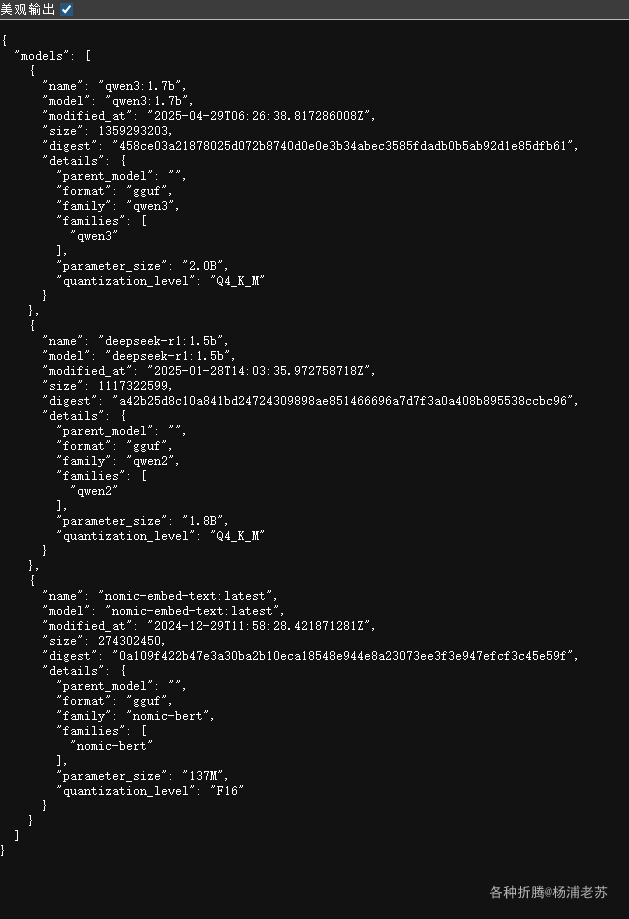 美观输出
{
  "models": [
    {
      "name": "qwen3:1.7b",
      "model": "qwen3:1.7b",
      "modified_at": "2025-04-29T06:26:38.817286008Z",
      "size": 1359293203,
      "digest": "458ce03a21878025d072b8740d0e0e3b34abec3585fdadb0b5ab92d1e85dfb61",
      "details": {
        "parent_model": "",
        "format": "gguf",
        "family": "qwen3",
        "families": [
          "qwen3"
        ],
        "parameter_size": "2.0B",
        "quantization_level": "Q4_K_M"
      }
    },
    {
      "name": "deepseek-r1:1.5b",
      "model": "deepseek-r1:1.5b",
      "modified_at": "2025-01-28T14:03:35.972758718Z",
      "size": 1117322599,
      "digest": "a42b25d8c10a841bd24724309898ae851466696a7d7f3a0a408b895538ccbc96",
      "details": {
        "parent_model": "",
        "format": "gguf",
        "family": "qwen2",
        "families": [
          "qwen2"
        ],
        "parameter_size": "1.8B",
        "quantization_level": "Q4_K_M"
      }
    },
    {
      "name": "nomic-embed-text:latest",
      "model": "nomic-embed-text:latest",
      "modified_at": "2024-12-29T11:58:28.421871281Z",
      "size": 274302450,
      "digest": "0a109f422b47e3a30ba2b10eca18548e944e8a23073ee3f3e947efcf3c45e59f",
      "details": {
        "parent_model": "",
        "format": "gguf",
        "family": "nomic-bert",
        "families": [
          "nomic-bert"
        ],
        "parameter_size": "137M",
        "quantization_level": "F16"
      }
    }
  ]
}
各种折腾@杨浦老苏